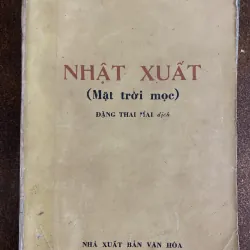 NHẬT XUẤT
(Mặt trời mọc)
ĐẶNG THAI MAI dịch
NHÀ XUẤT BẢN VĂN HÓA